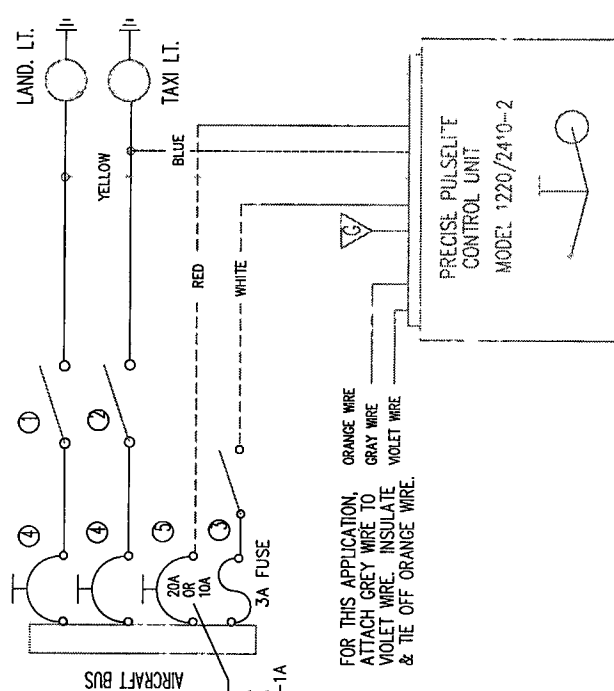 LAND. LT.
TAXI LT.
YELLOW
BLUE
RED
WHITE
G
1
2
4
4
5
3
20A
OR
10A
3A FUSE
AIRCRAFT BUS
-1A
PRECISE PULSELITE
CONTROL UNIT
MODEL 1220/2410-2
ORANGE WIRE
GRAY WIRE
VIOLET WIRE
FOR THIS APPLICATION,
ATTACH GREY WIRE TO
VIOLET WIRE. INSULATE
& TIE OFF ORANGE WIRE.